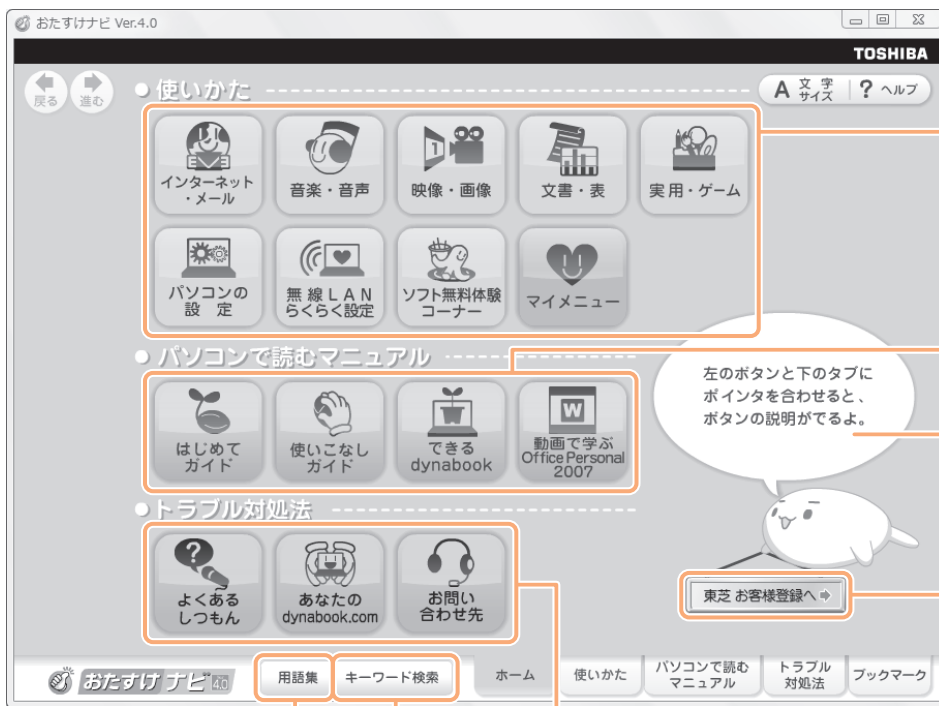 おたすけナビ Ver.4.0
TOSHIBA
戻る
進む
使いかた
A 文字サイズ
? ヘルプ
インターネット
・メール
音楽・音声
映像・画像
文書・表
実用・ゲーム
パソコンの
設定
無線LAN
らくらく設定
ソフト無料体験
コーナー
マイメニュー
パソコンで読むマニュアル
左のボタンと下のタブに
ポインタを合わせると、
ボタンの説明がでるよ。
はじめて
ガイド
使いこなし
ガイド
できる
dynabook
W
動画で学ぶ
Office Personal
2007
トラブル対処法
?
よくある
しつもん
あなたの
dynabook.com
お問い
合わせ先
東芝 お客様登録へ
おたすけナビ 4.0
用語集
キーワード検索
ホーム
使いかた
パソコンで読む
マニュアル
トラブル
対処法
ブックマーク